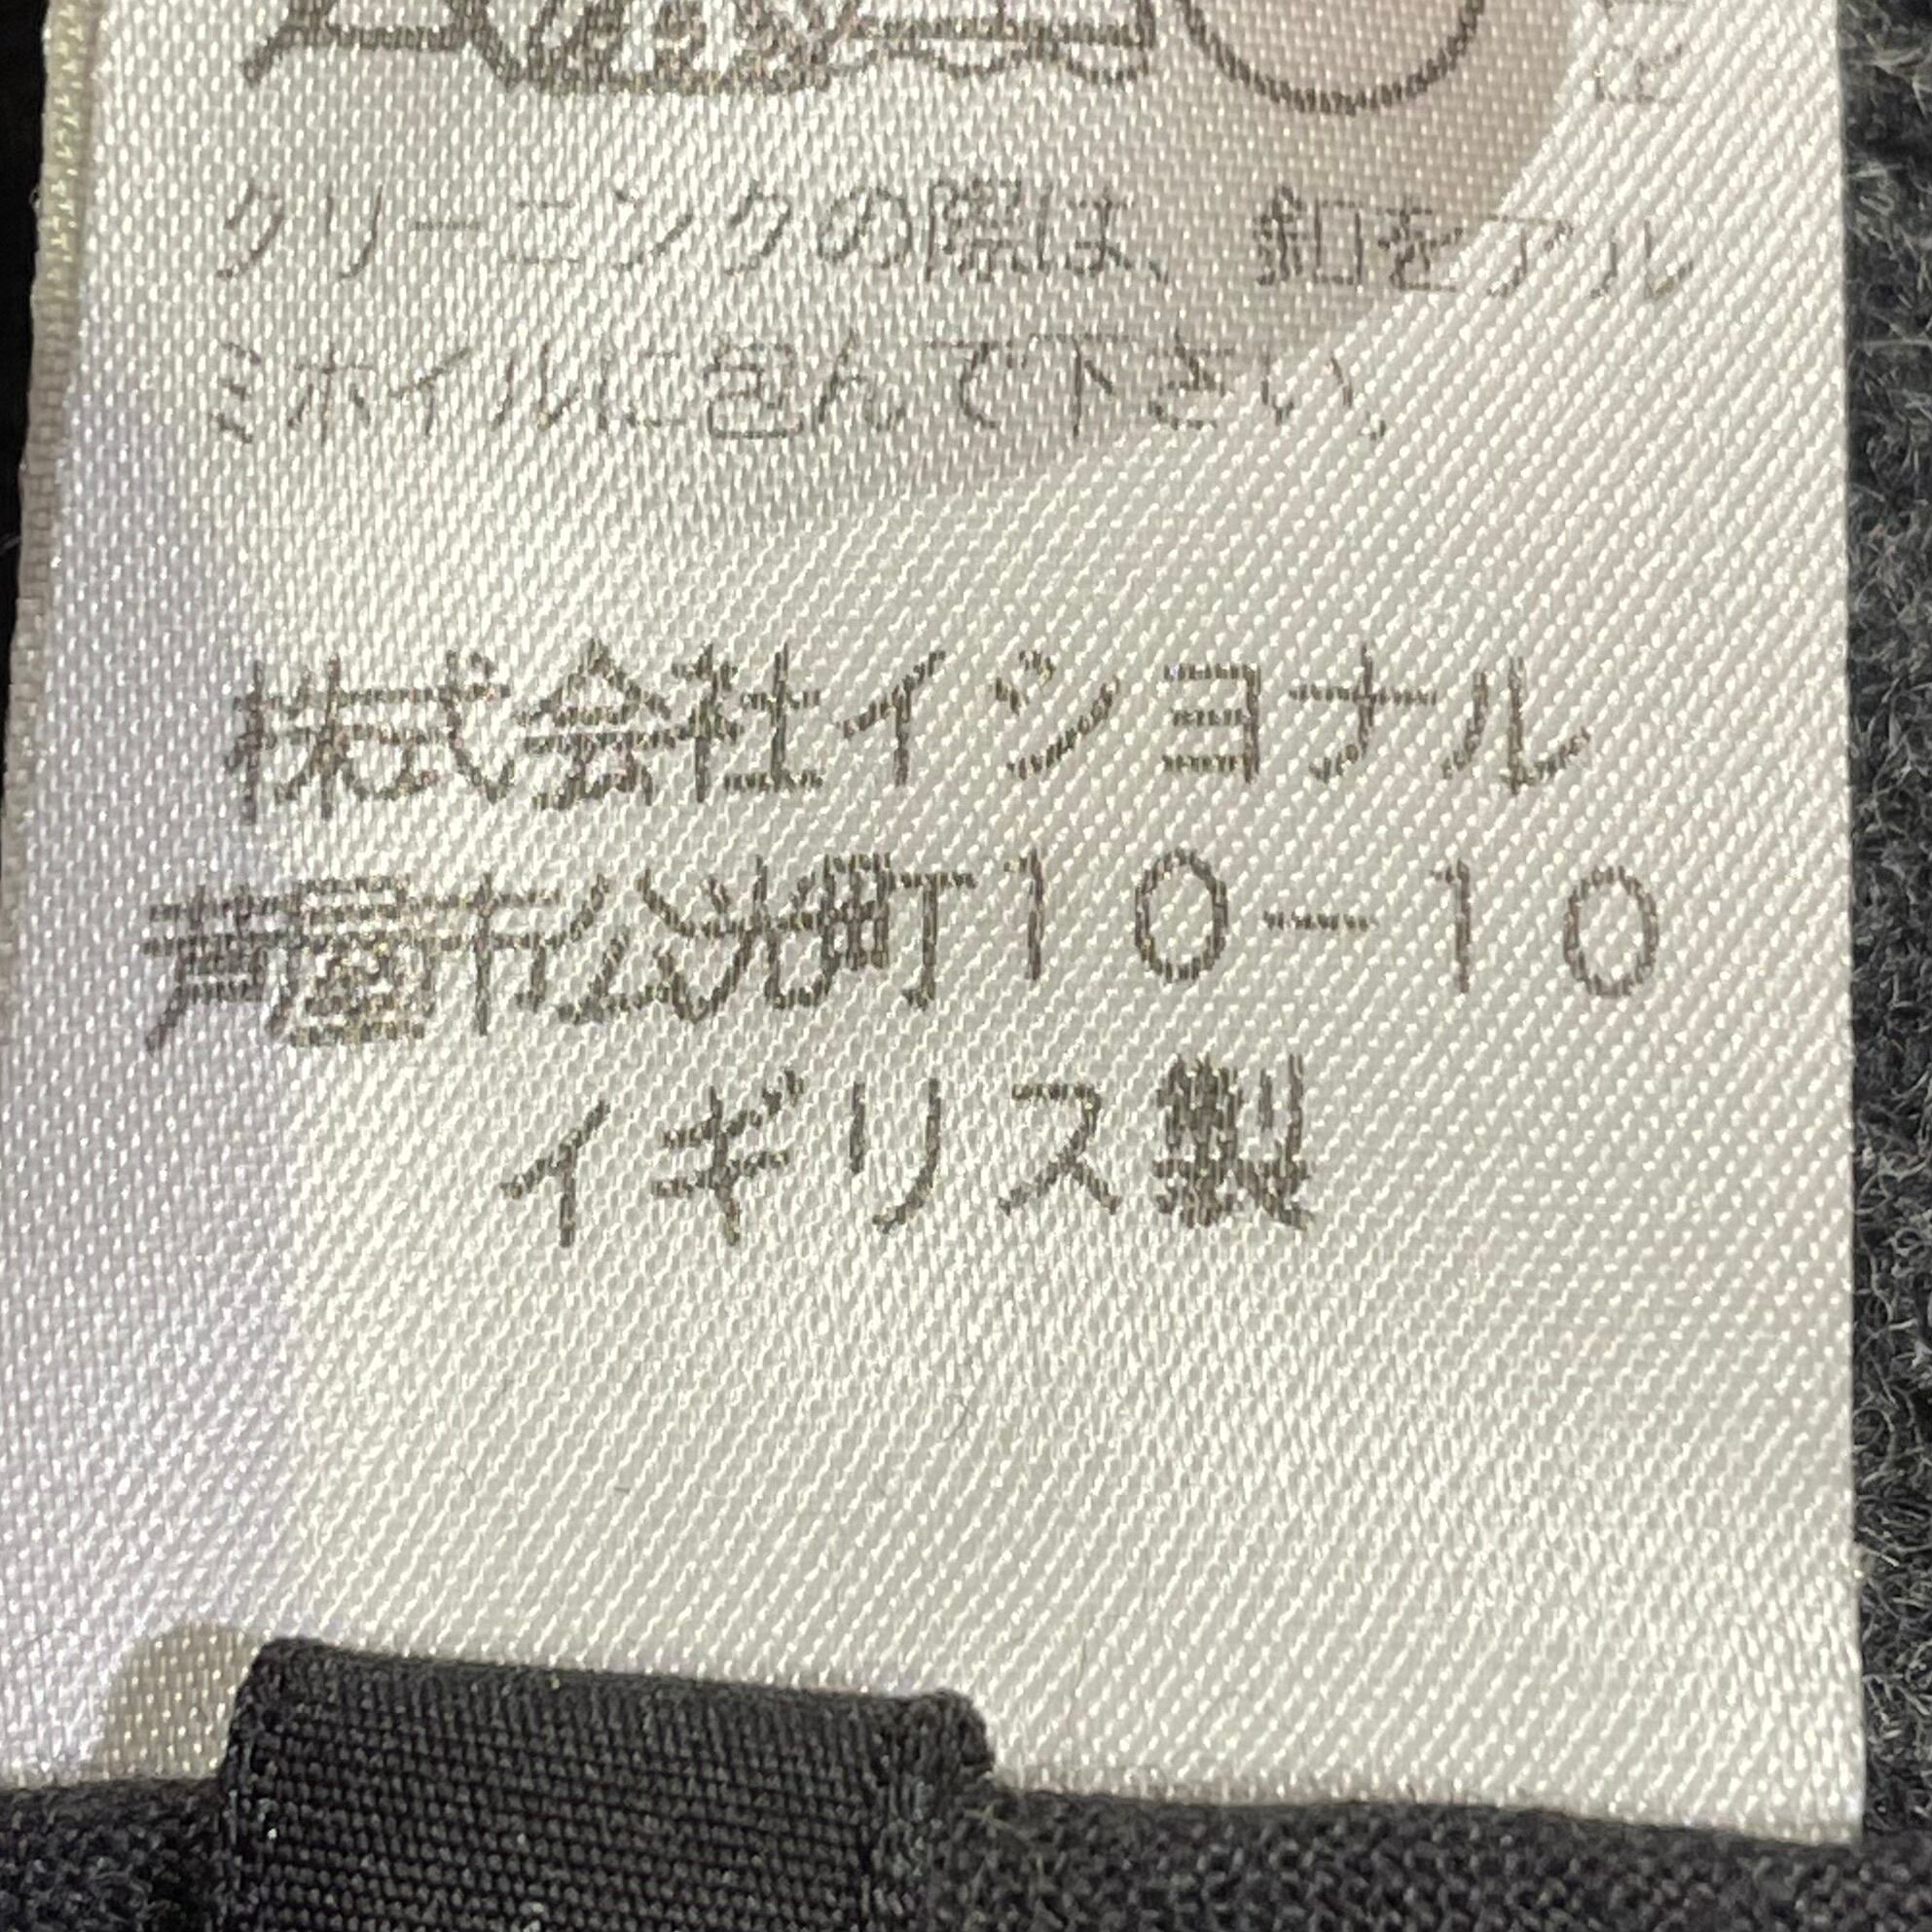 クリーニングの際は、釦をアル
ミホイルに包んで下さい。
株式会社イショナル
芦屋市公光町１０－１０
イギリス製